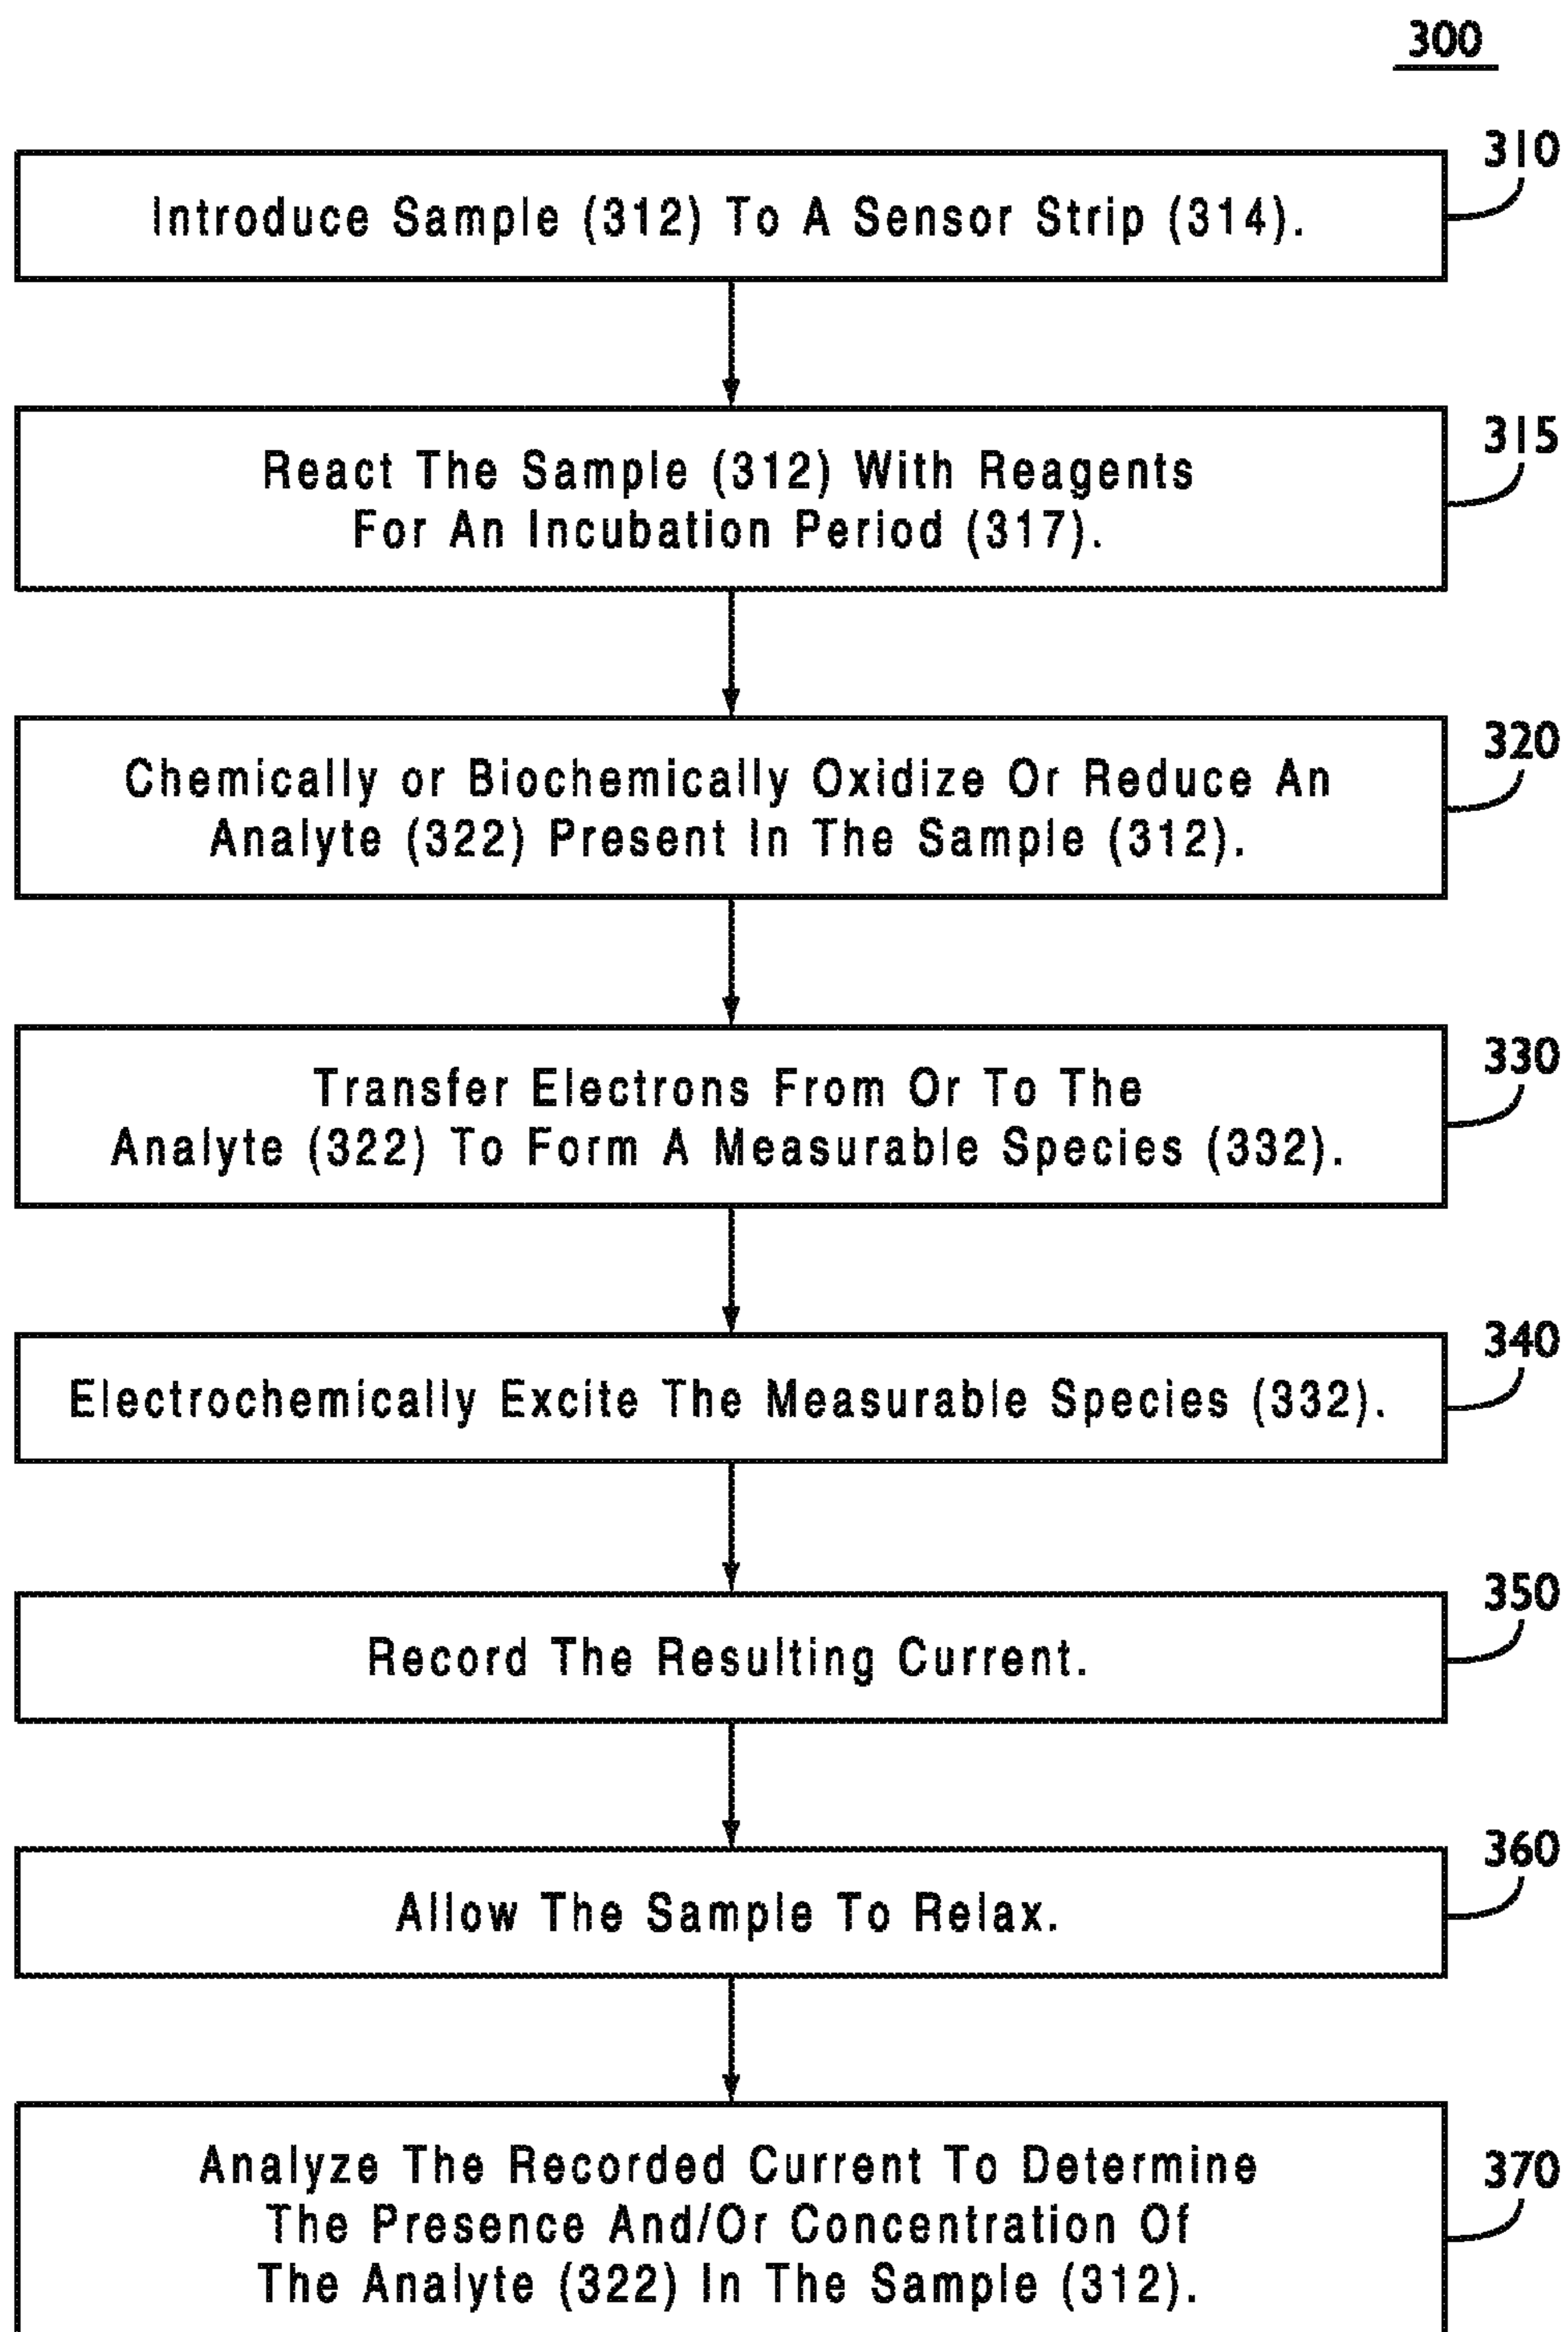 300
310
Introduce Sample (312) To A Sensor Strip (314).
315
React The Sample (312) With Reagents
For An Incubation Period (317).
320
Chemically or Biochemically Oxidize Or Reduce An
Analyte (322) Present In The Sample (312).
330
Transfer Electrons From Or To The
Analyte (322) To Form A Measurable Species (332).
340
Electrochemically Excite The Measurable Species (332).
350
Record The Resulting Current.
360
Allow The Sample To Relax.
370
Analyze The Recorded Current To Determine
The Presence And/Or Concentration Of
The Analyte (322) In The Sample (312).